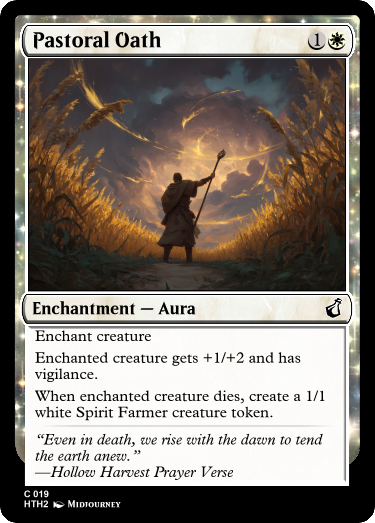 Pastoral Oath 1
Enchantment — Aura
Enchant creature
Enchanted creature gets +1/+2 and has
vigilance.
When enchanted creature dies, create a 1/1
white Spirit Farmer creature token.
“Even in death, we rise with the dawn to tend
the earth anew.”
—Hollow Harvest Prayer Verse
C 019
HTH2 Midjourney